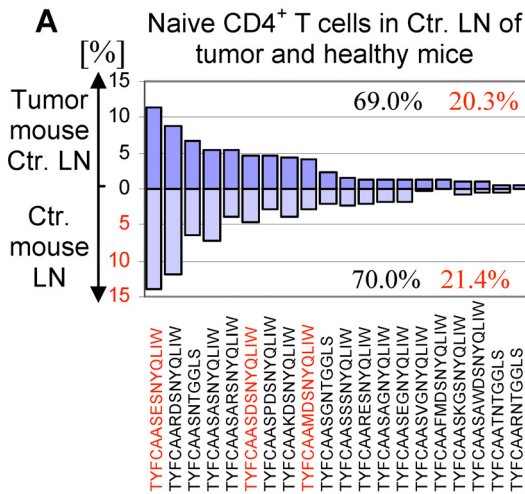 A
Naive CD4+ T cells in Ctr. LN of
tumor and healthy mice
[%]
15
10
5
0
5
10
15
Tumor
mouse
Ctr. LN
Ctr.
mouse
LN
69.0% 20.3%
70.0% 21.4%
TYFCAASESNYQLIW
TYFCAARDSNYQLIW
TYFCAASNTGGLS
TYFCAASASNYQLIW
TYFCAASARSNYQLIW
TYFCAASDSNYQLIW
TYFCAASPDSNYQLIW
TYFCAAKDSNYQLIW
TYFCAAMDSNYQLIW
TYFCAASGNTGGLS
TYFCAASSSNYQLIW
TYFCAARESNYQLIW
TYFCAASAGNYQLIW
TYFCAASEGNYQLIW
TYFCAASVGNYQLIW
TYFCAAFMDSNYQLIW
TYFCAASKGSNYQLIW
TYFCAASAWDSNYQLIW
TYFCAATNTGGLS
TYFCAARNTGGLS